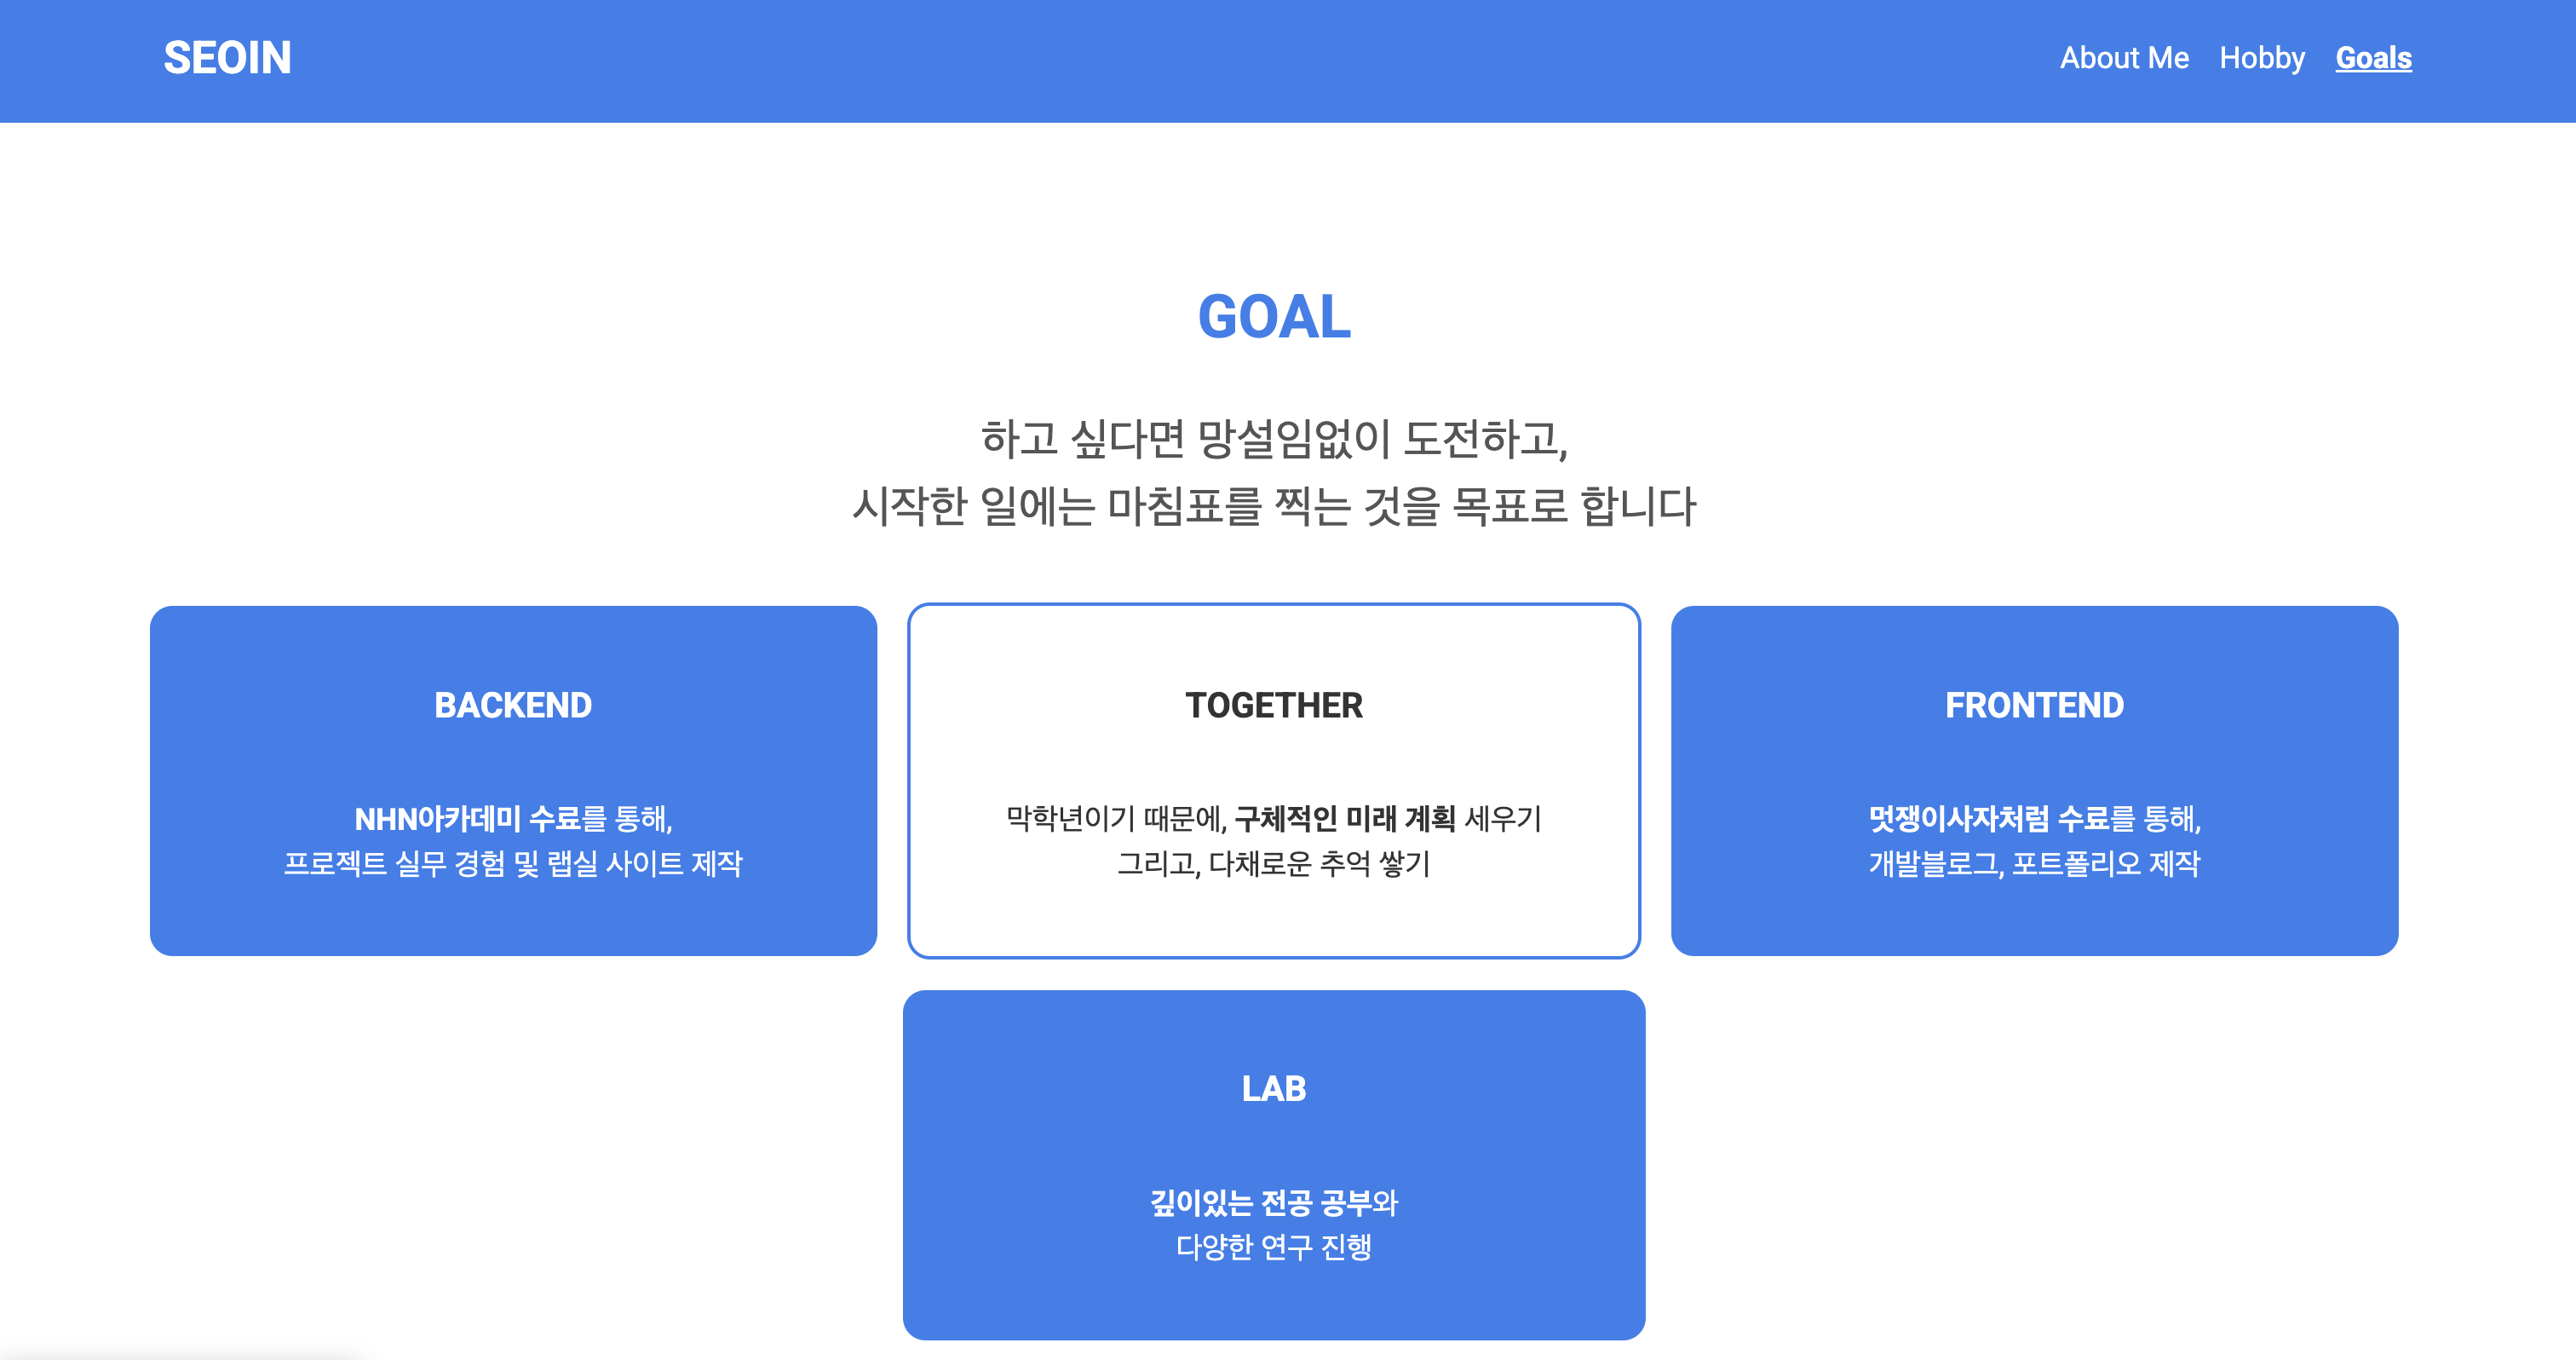 SEOIN
About Me Hobby Goals
GOAL
하고 싶다면 망설임없이 도전하고,
시작한 일에는 마침표를 찍는 것을 목표로 합니다
BACKEND
NHN아카데미 수료를 통해,
프로젝트 실무 경험 및 랩실 사이트 제작
TOGETHER
막학년이기 때문에, 구체적인 미래 계획 세우기
그리고, 다채로운 추억 쌓기
FRONTEND
멋쟁이사자처럼 수료를 통해,
개발블로그, 포트폴리오 제작
LAB
깊이있는 전공 공부와
다양한 연구 진행